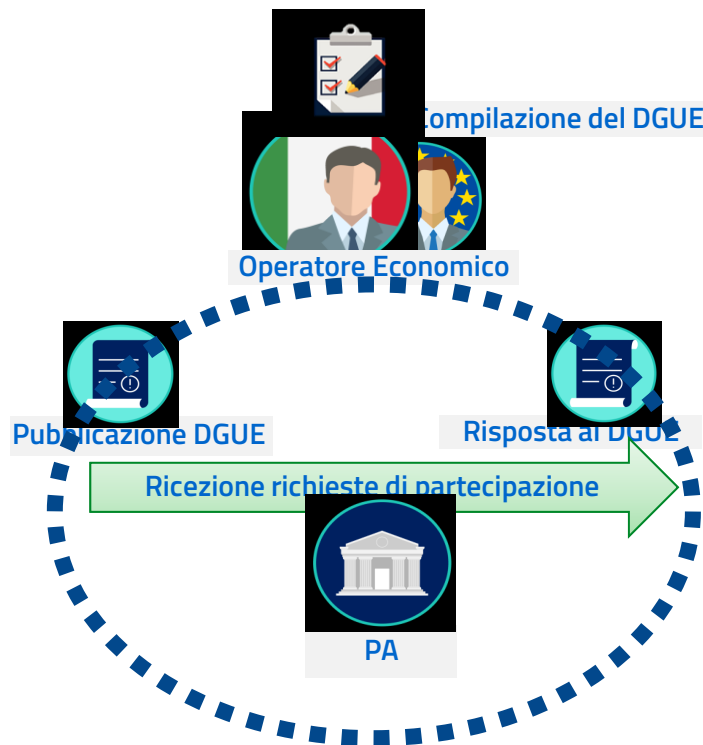 Compilazione del DGUE
Operatore Economico
Pubblicazione DGUE
Risposta al DGUE
Ricezione richieste di partecipazione
PA